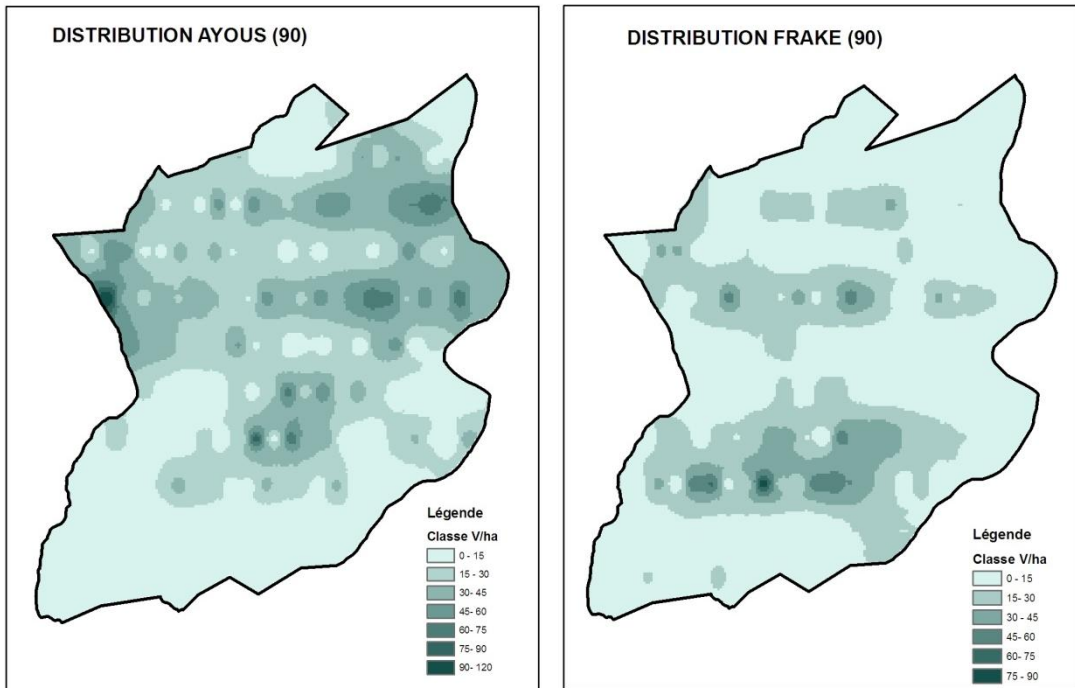 DISTRIBUTION AYOUS (90)
Légende
Classe V/ha
0 - 15
15 - 30
30 - 45
45 - 60
60- 75
75- 90
90- 120
DISTRIBUTION FRAKE (90)
Légende
Classe V/ha
0 - 15
15 - 30
30 - 45
45 - 60
60- 75
75 - 90